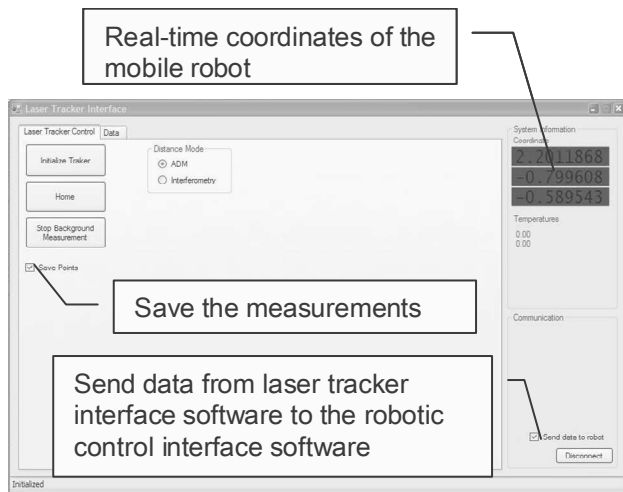 Real-time coordinates of the
mobile robot
Laser Tracker Interface
Laser Tracker Control
Data
Initialize Traker
Home
Stop Background
Measurement
Save Points
Distance Mode
ADM
Interferometry
System Information
Coordinate
2.2011868
-0.799608
-0.589543
Temperatures
0.00
0.00
Save the measurements
Communication
Send data from laser tracker
interface software to the robotic
control interface software
Send data to robot
Disconnect
Initialized